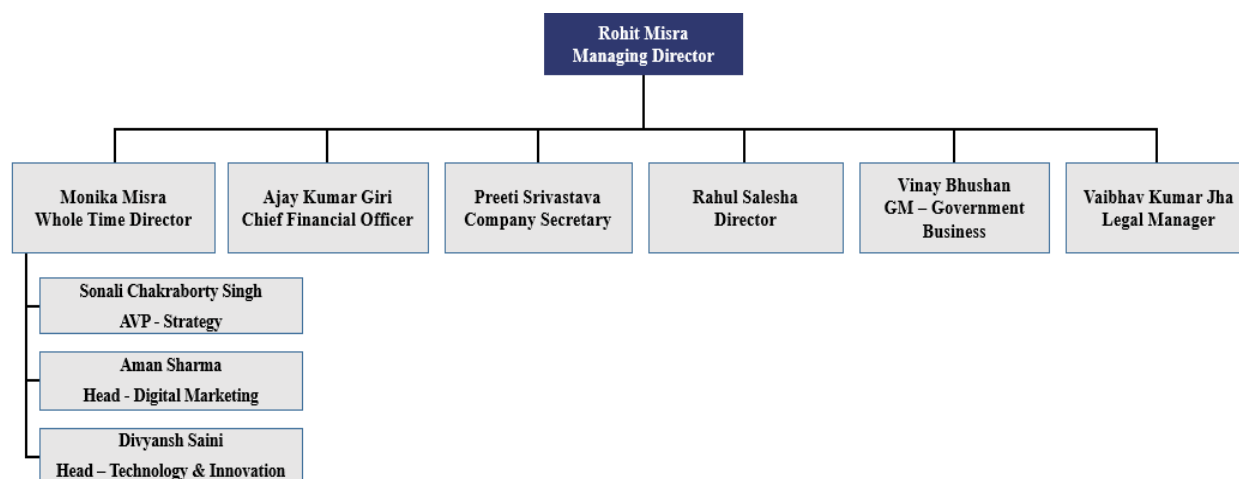 Rohit Misra
Managing Director
Monika Misra
Whole Time Director
Ajay Kumar Giri
Chief Financial Officer
Preeti Srivastava
Company Secretary
Rahul Salesha
Director
Vinay Bhushan
GM – Government
Business
Vaibhav Kumar Jha
Legal Manager
Sonali Chakraborty Singh
AVP - Strategy
Aman Sharma
Head - Digital Marketing
Divyansh Saini
Head – Technology & Innovation